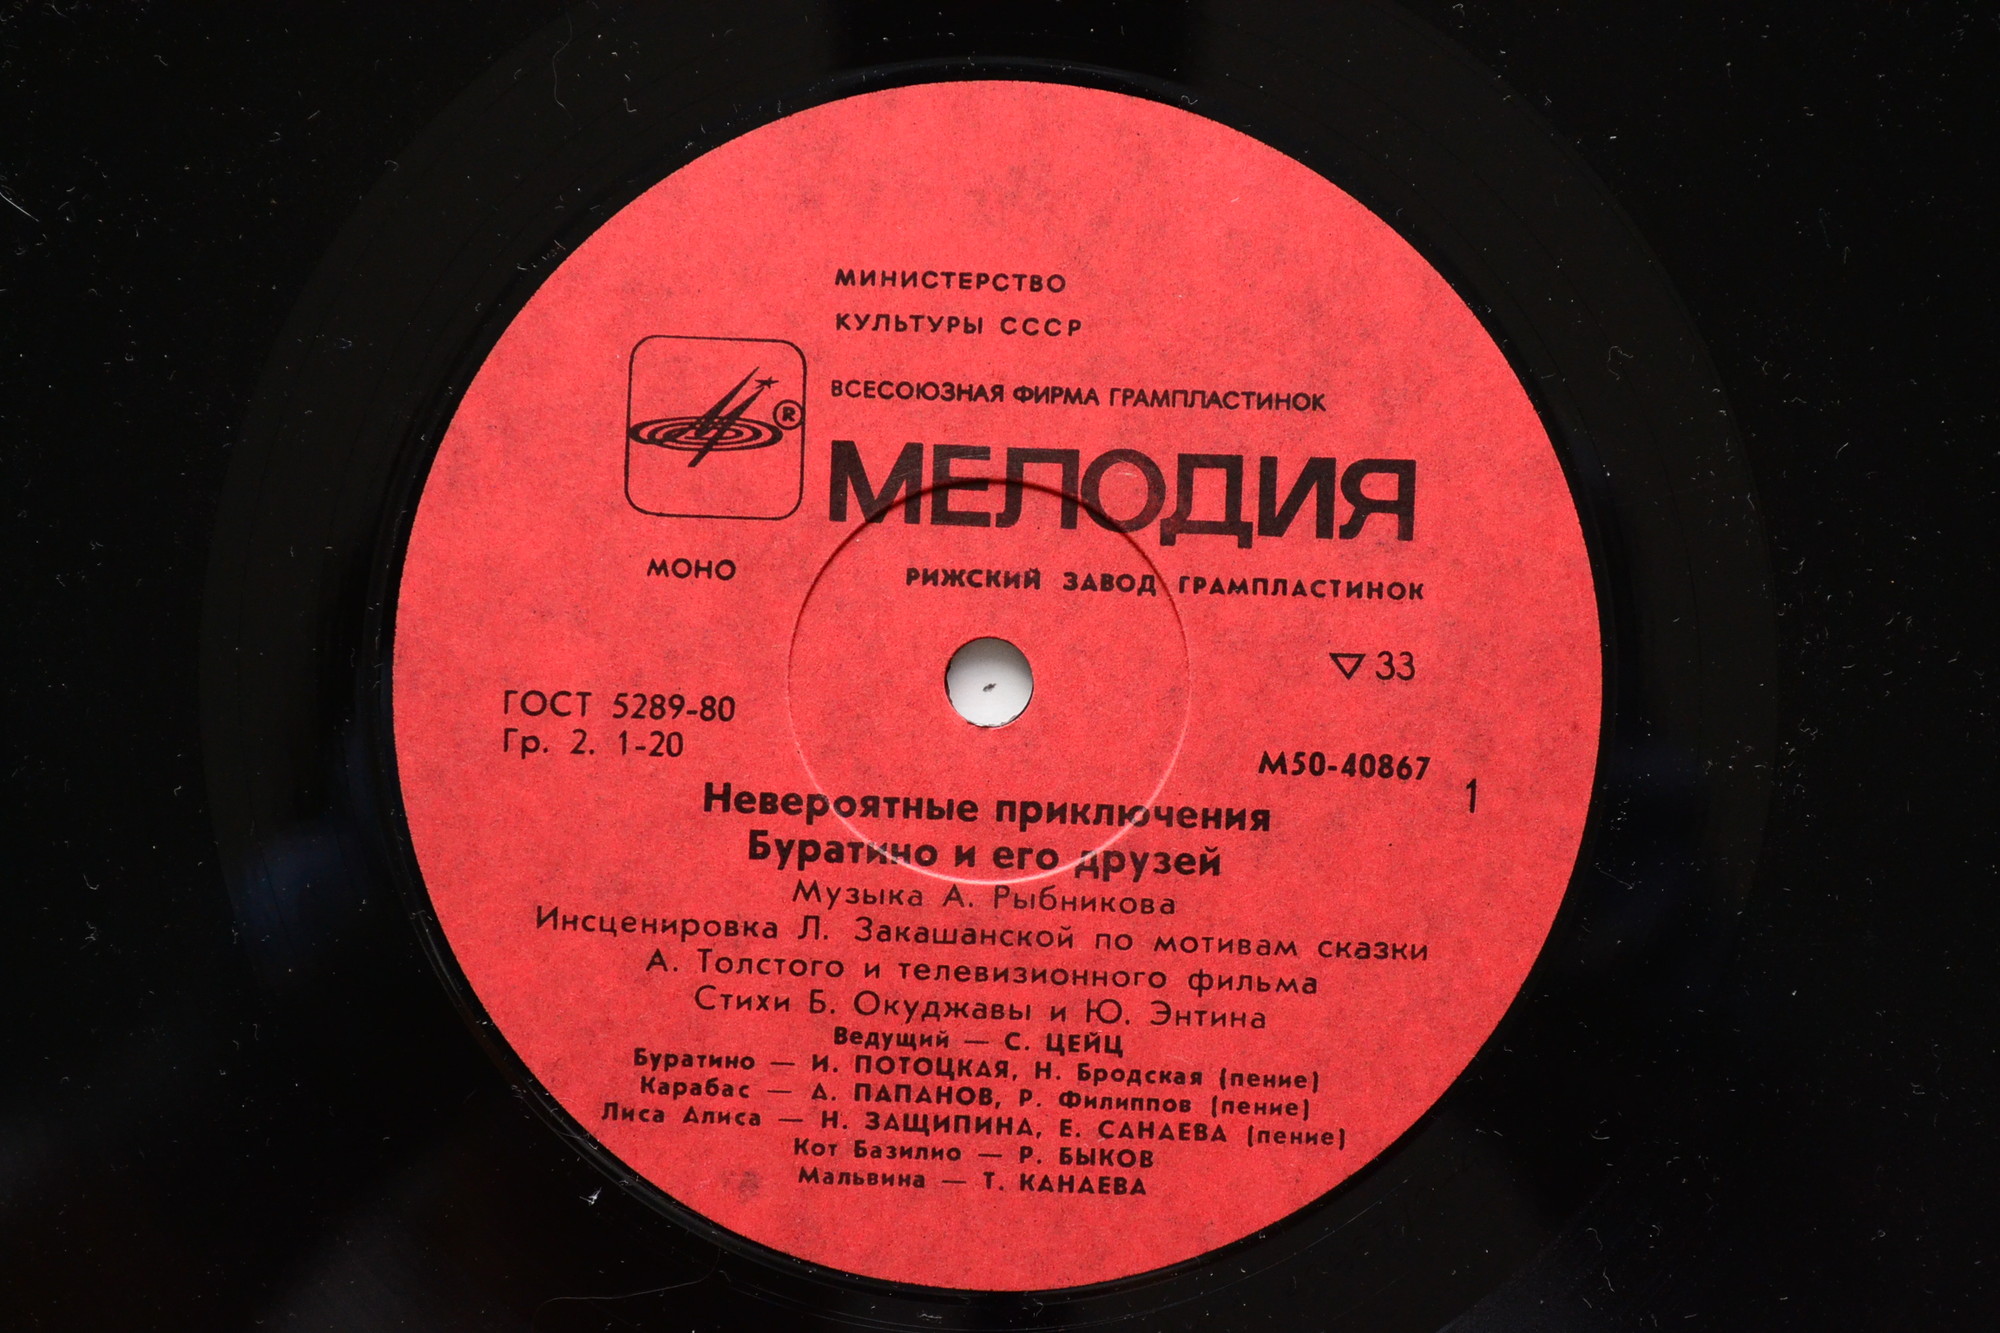 МИНИСТЕРСТВО
КУЛЬТУРЫ СССР
ВСЕСОЮЗНАЯ ФИРМА ГРАМПЛАСТИНОК
®
МЕЛОДИЯ
МОНО
РИЖСКИЙ ЗАВОД ГРАМПЛАСТИНОК
▽ 33
ГОСТ 5289-80
Гр. 2. 1-20
М50-40867
1
Невероятные приключения
Буратино и его друзей
Музыка А. Рыбникова
Инсценировка Л. Закашанской по мотивам сказки
А. Толстого и телевизионного фильма
Стихи Б. Окуджавы и Ю. Энтина
Ведущий — С. ЦЕЙЦ
Буратино — И. ПОТОЦКАЯ, Н. Бродская (пение)
Карабас — А. ПАПАНОВ, Р. Филиппов (пение)
Лиса Алиса — Н. ЗАЩИПИНА, Е. САНАЕВА (пение)
Кот Базилио — Р. БЫКОВ
Мальвина — Т. КАНАЕВА